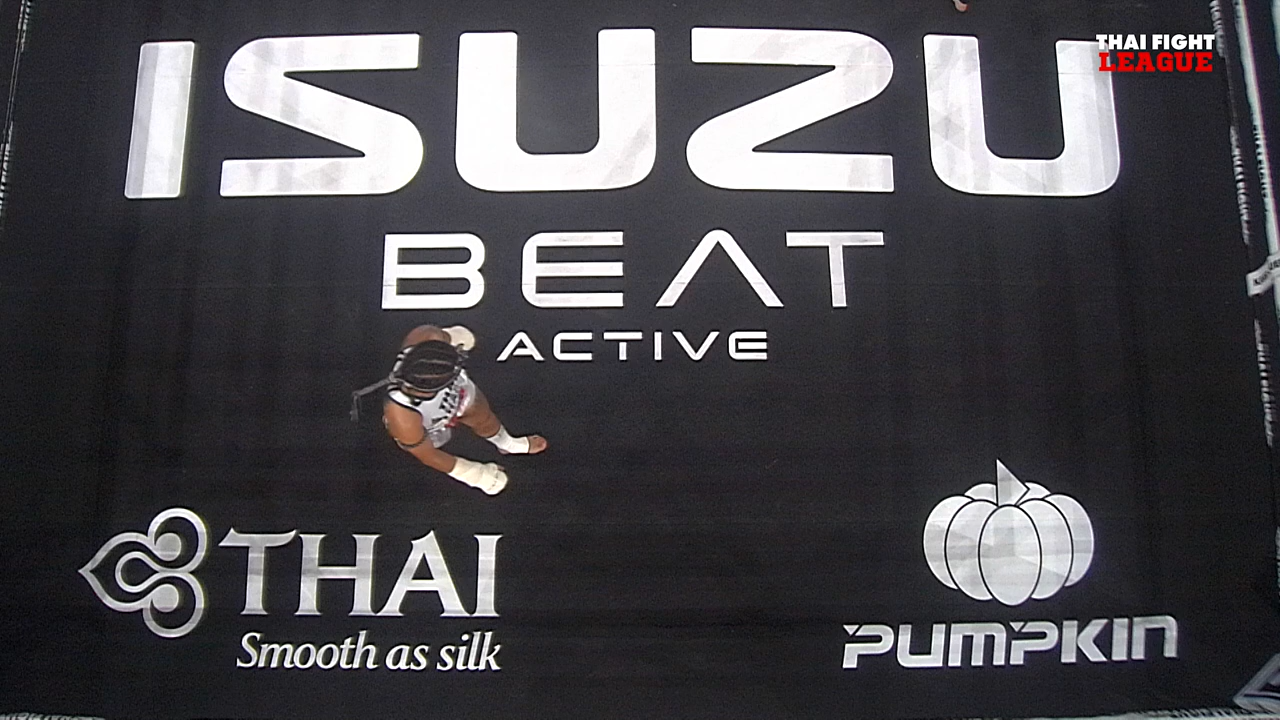 THAI FIGHT
LEAGUE
ISUZU
BEAT
ACTIVE
THAI
Smooth as silk
PUMPKIN